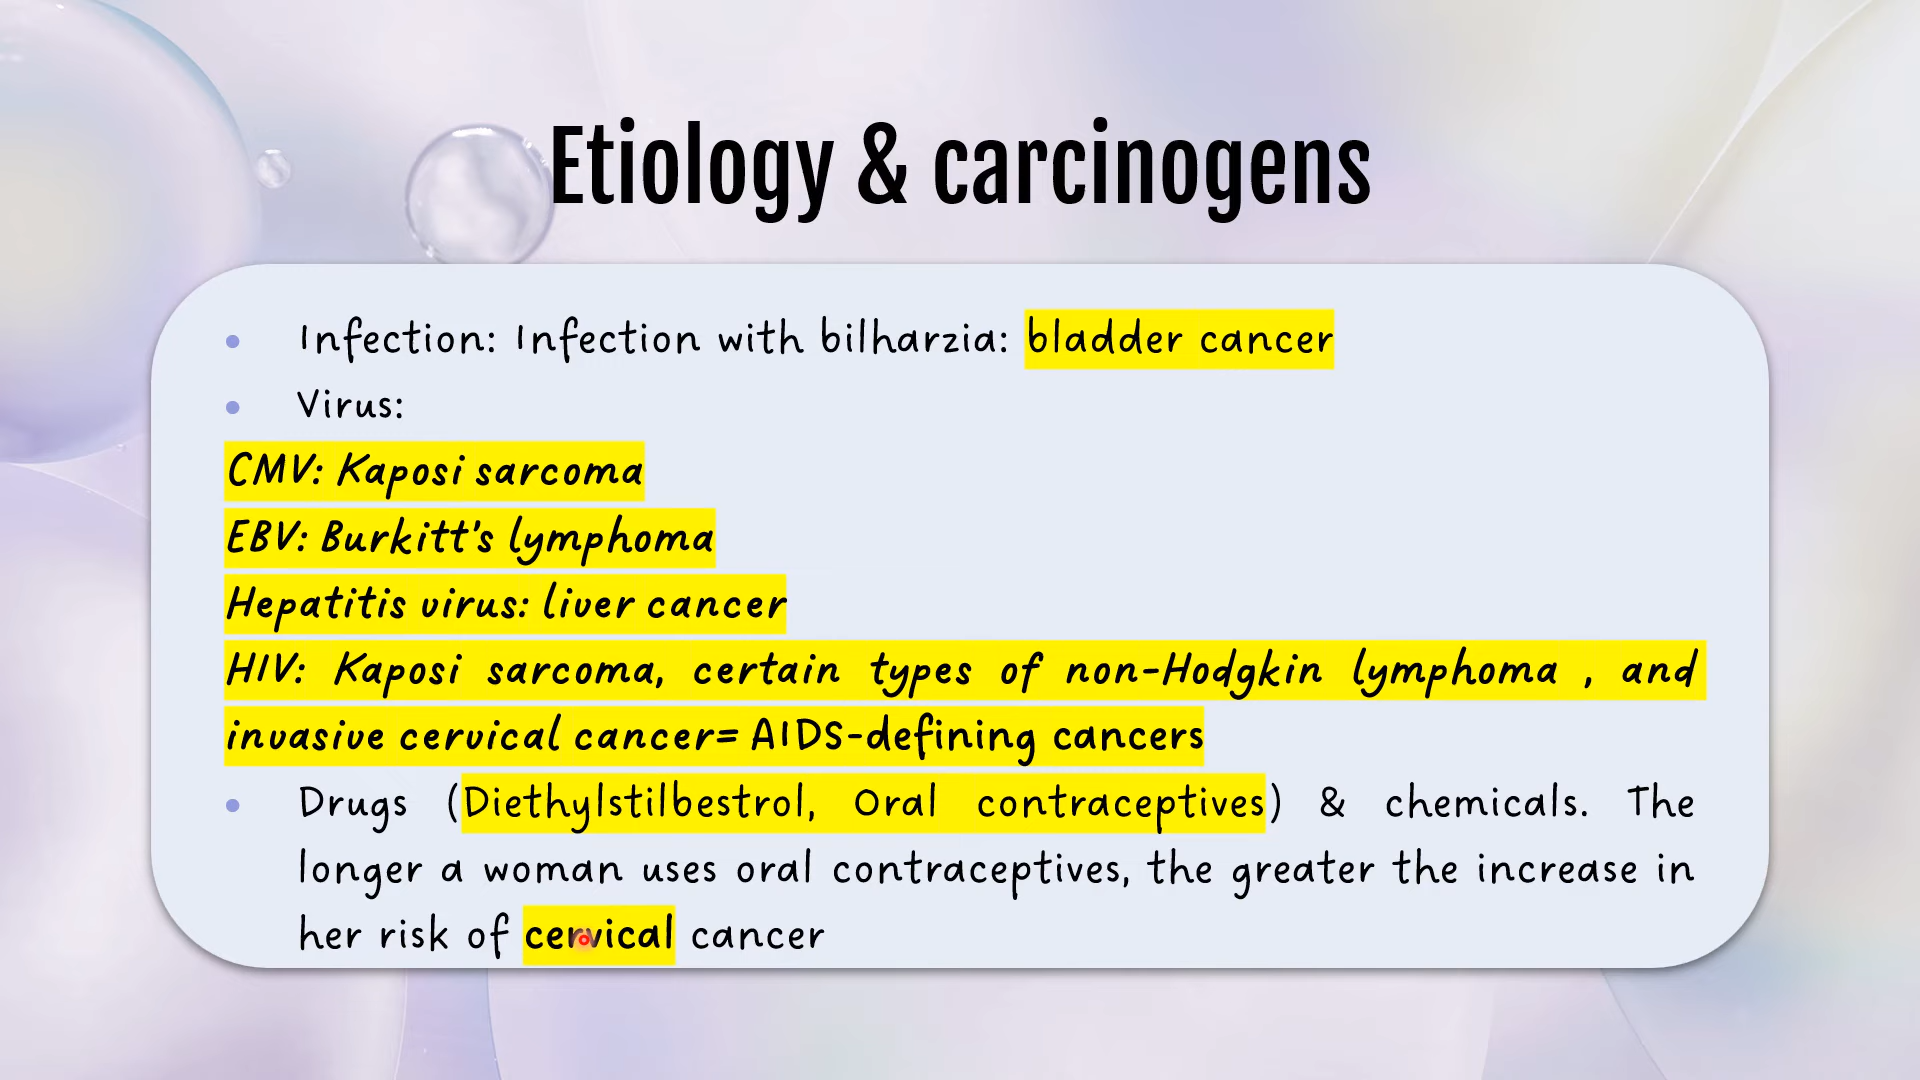 Etiology & carcinogens
• Infection: Infection with bilharzia: bladder cancer
• Virus:
CMV: Kaposi sarcoma
EBV: Burkitt's lymphoma
Hepatitis virus: liver cancer
HIV: Kaposi sarcoma, certain types of non-Hodgkin lymphoma , and
invasive cervical cancer= AIDS-defining cancers
• Drugs (Diethylstilbestrol, Oral contraceptives) & chemicals. The
longer a woman uses oral contraceptives, the greater the increase in
her risk of cervical cancer